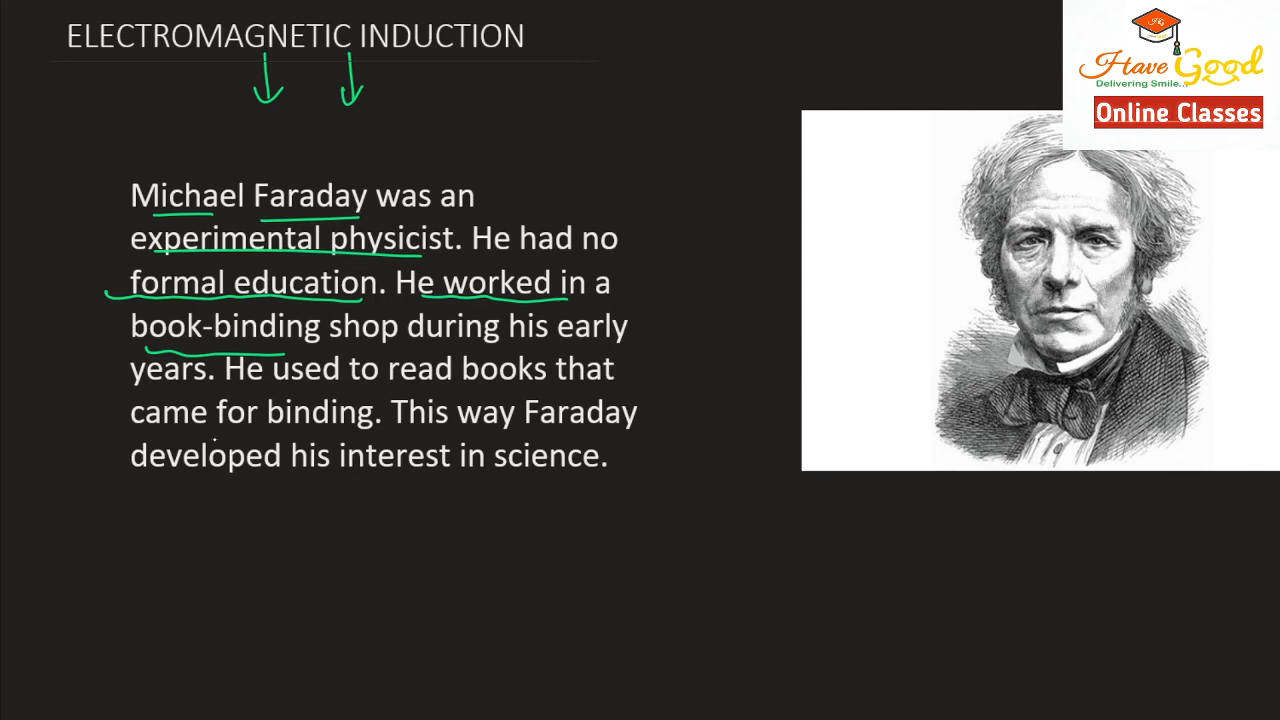 ELECTROMAGNETIC INDUCTION
HG
Have Good
Delivering Smile...
Online Classes
Michael Faraday was an
experimental physicist. He had no
formal education. He worked in a
book-binding shop during his early
years. He used to read books that
came for binding. This way Faraday
developed his interest in science.